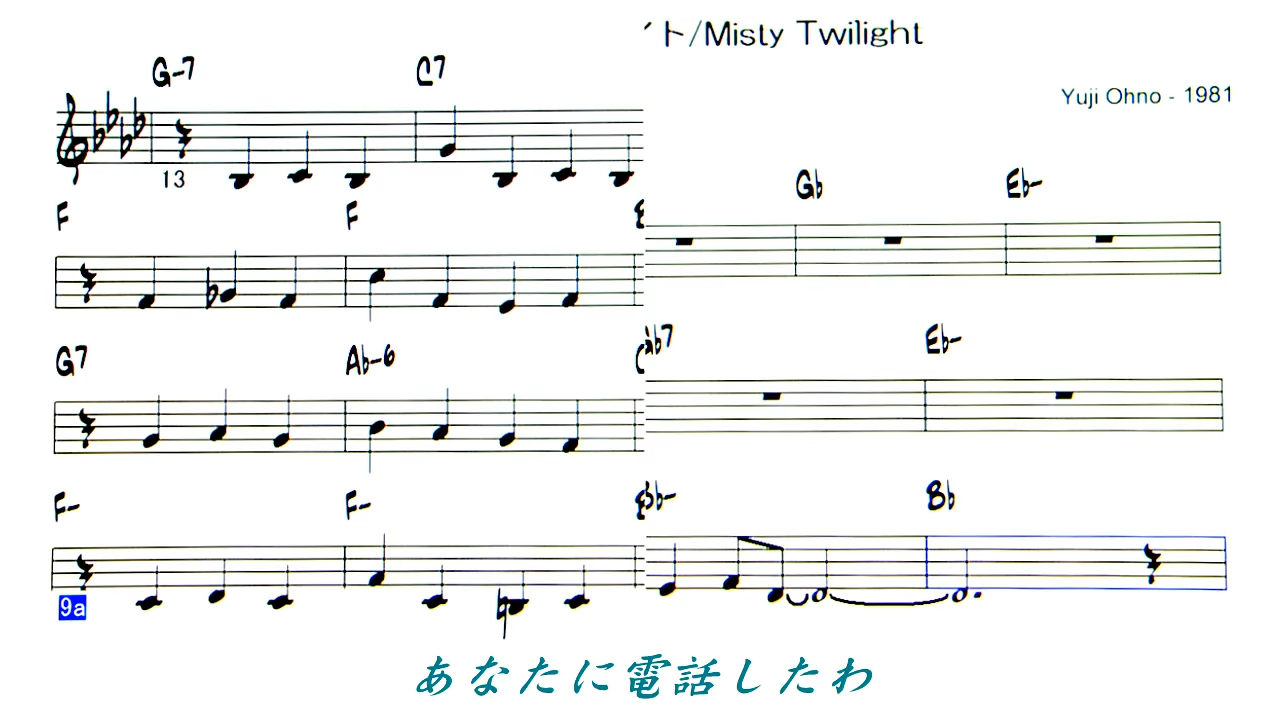 ト/Misty Twilight
Yuji Ohno - 1981
G-7 C7
13
Gb Eb-
F F
b7 Eb-
G7 Ab-6
F- F-
b- Bb
9a
あなたに電話したわ